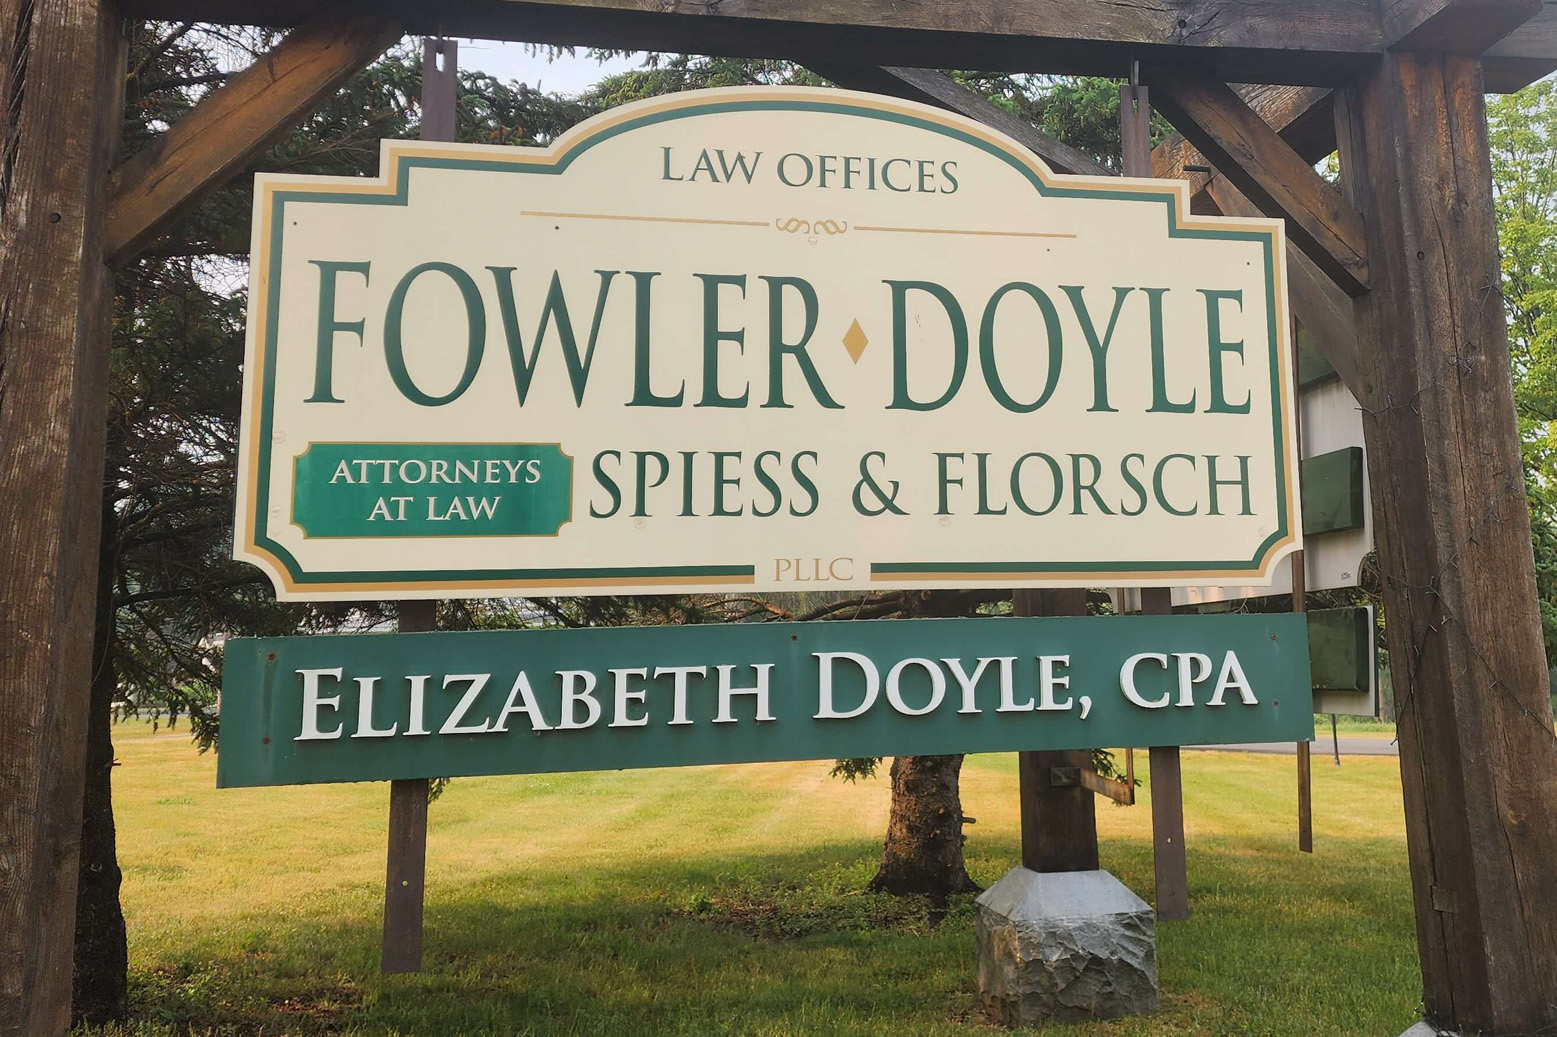 LAW OFFICES
FOWLER DOYLE
ATTORNEYS
AT LAW
SPIESS & FLORSCH
PLLC
ELIZABETH DOYLE, CPA